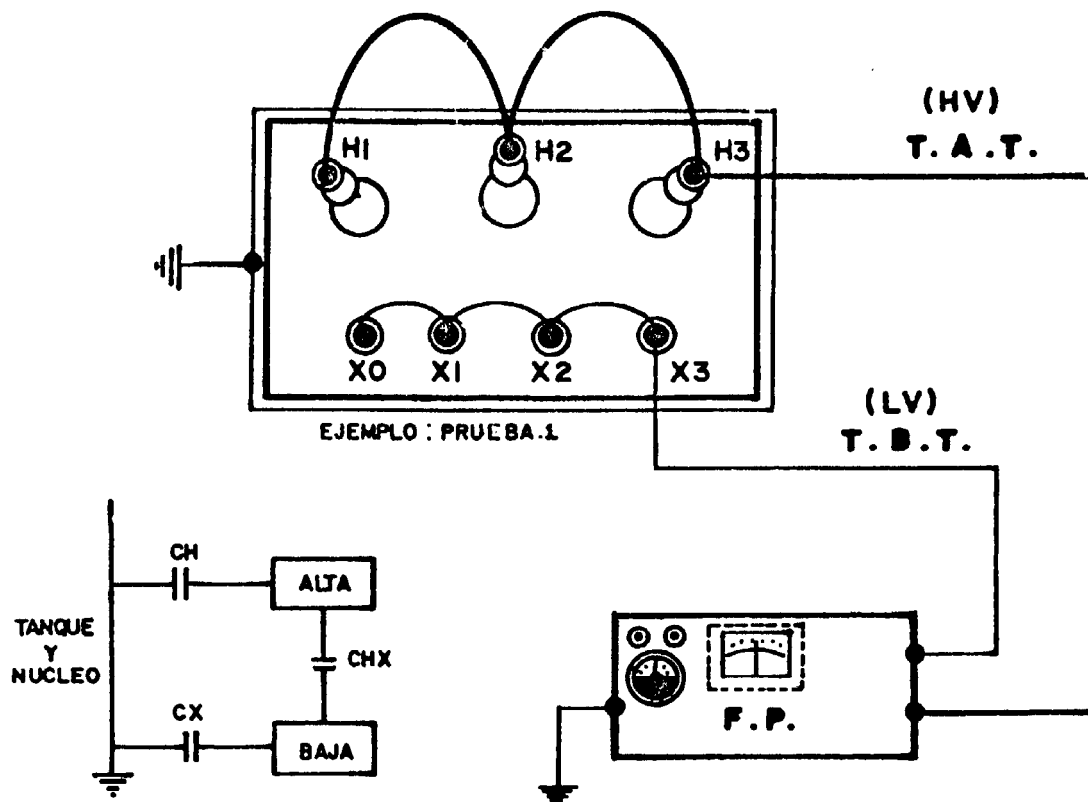 (HV)
T. A. T.
H1
H2
H3
X0
X1
X2
X3
EJEMPLO : PRUEBA.1
(LV)
T. B. T.
CH
ALTA
TANQUE
Y
NUCLEO
CHX
CX
BAJA
F. P.